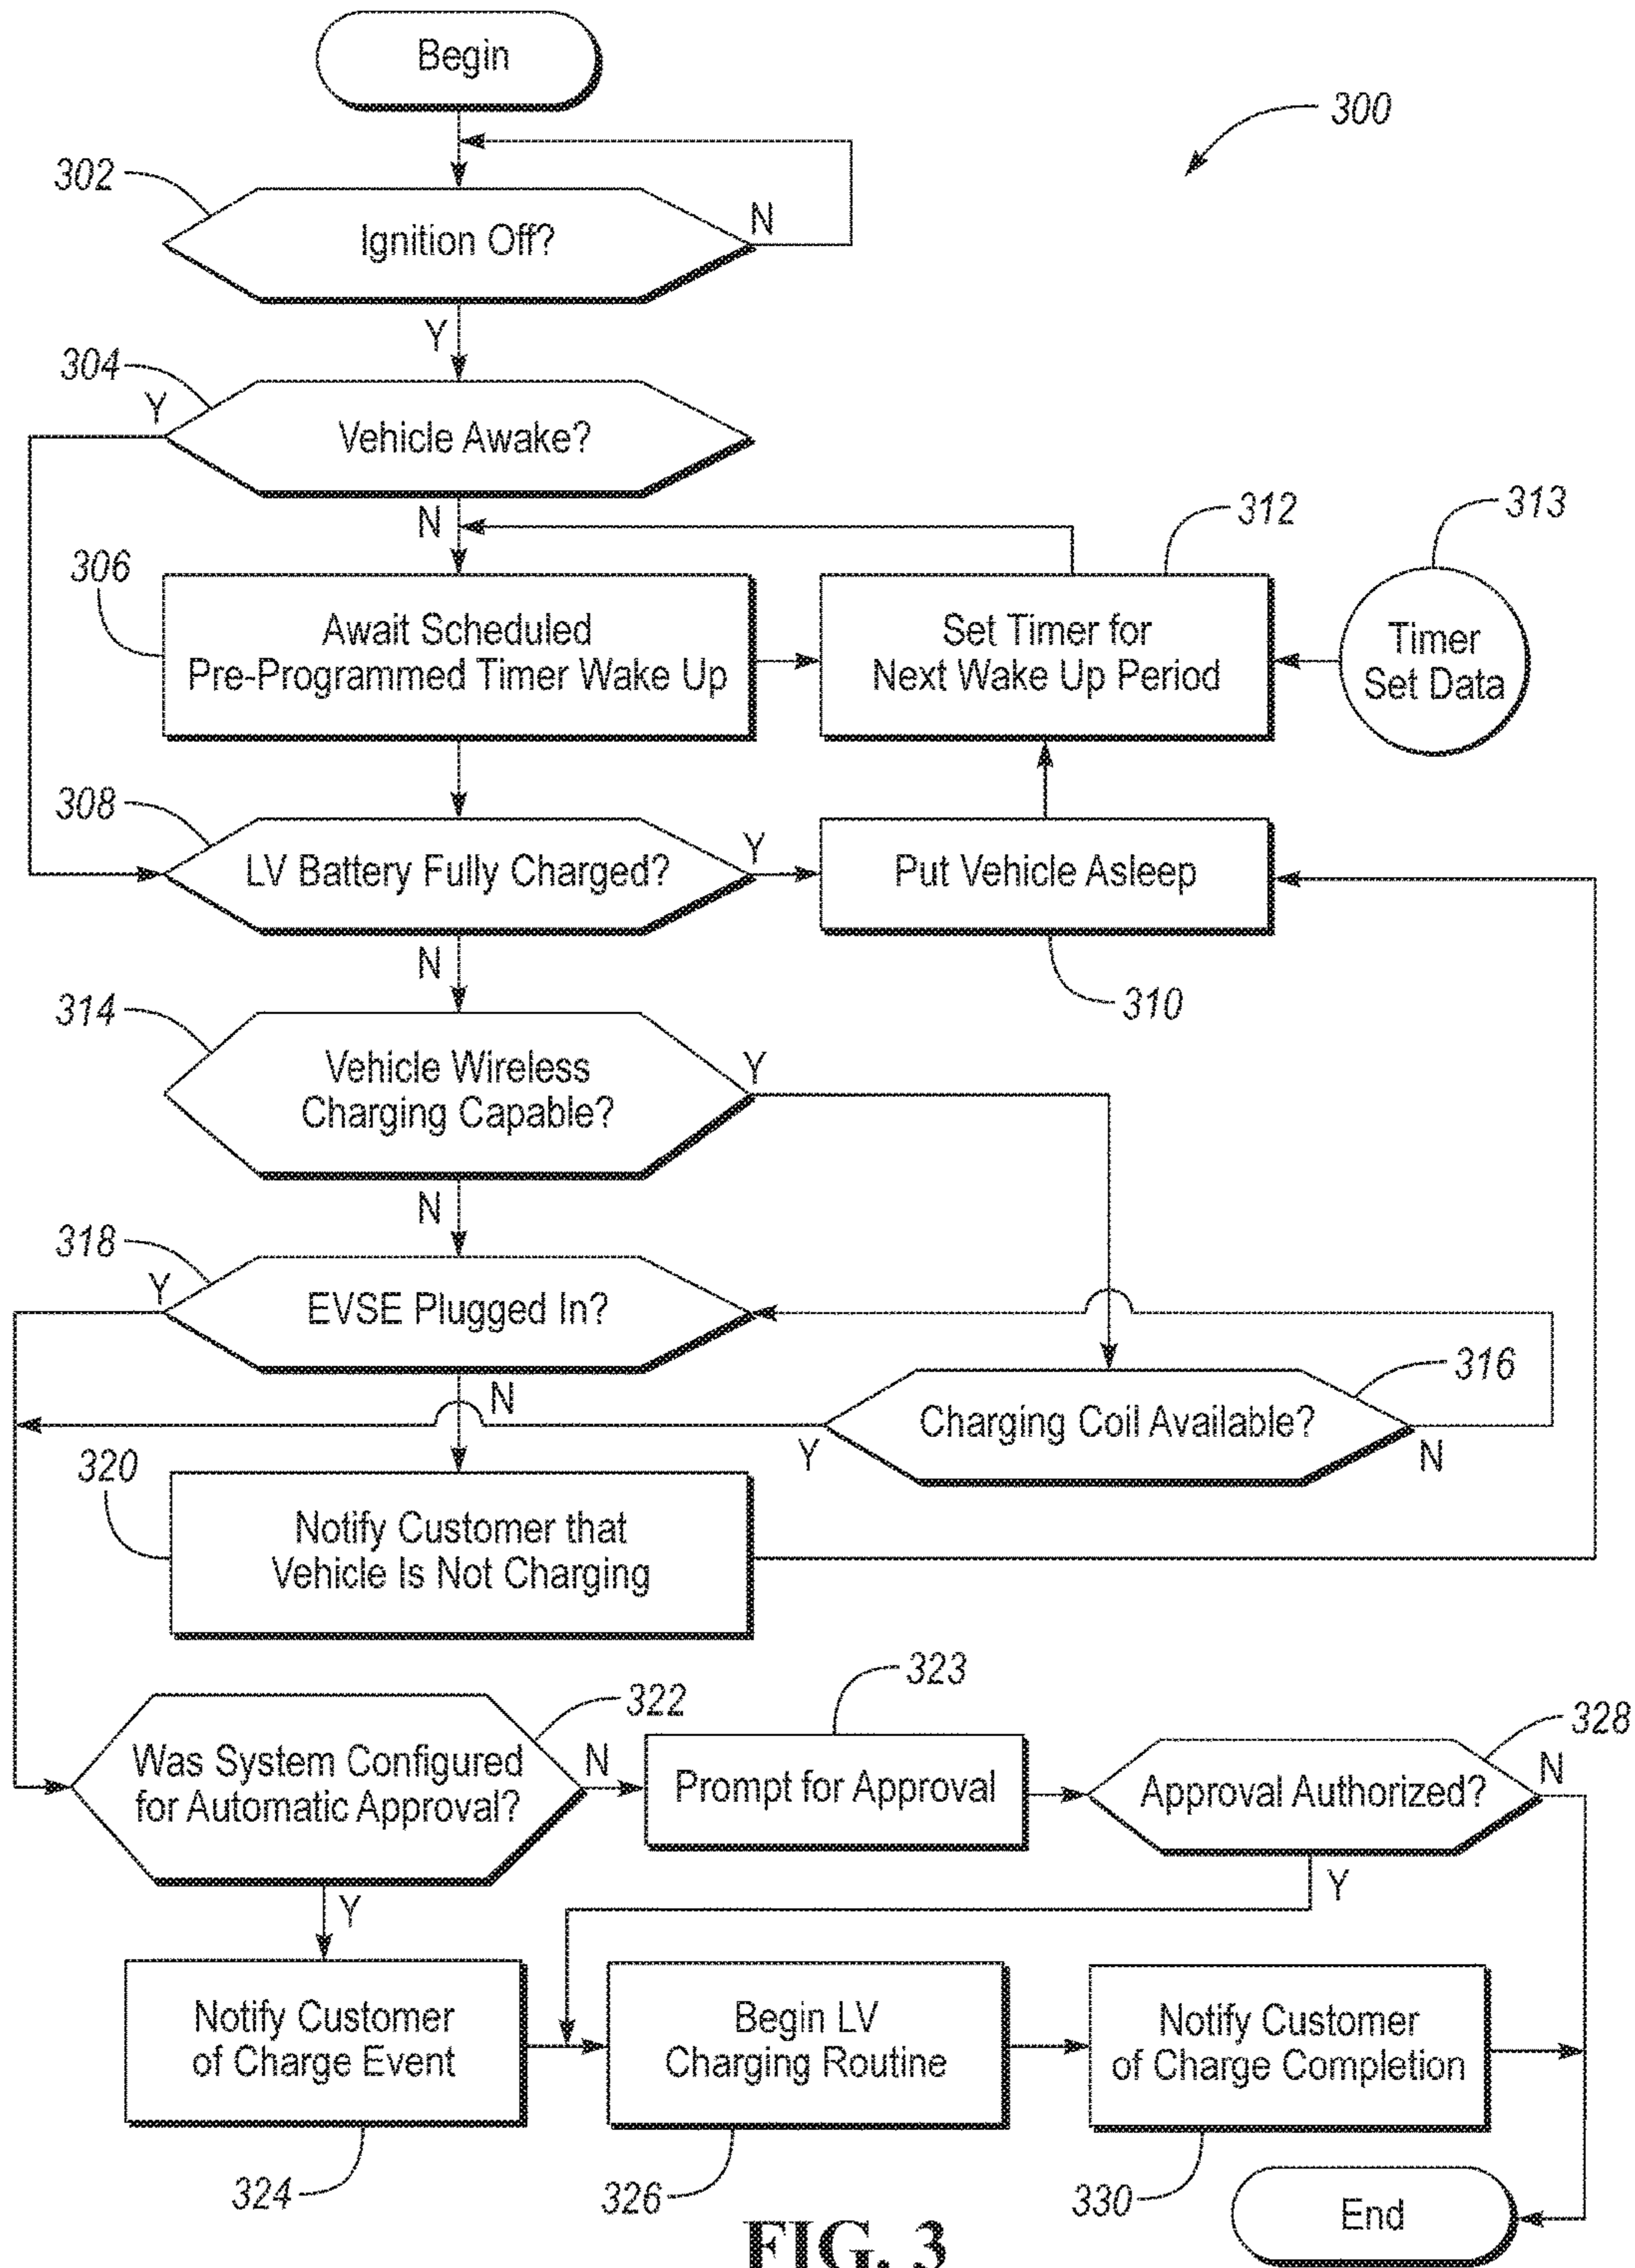 Begin
300
302
Ignition Off?
N
Y
304
Y
Vehicle Awake?
N
312
313
306
Await Scheduled
Pre-Programmed Timer Wake Up
Set Timer for
Next Wake Up Period
Timer
Set Data
308
LV Battery Fully Charged?
Y
Put Vehicle Asleep
N
310
314
Vehicle Wireless
Charging Capable?
Y
N
318
Y
EVSE Plugged In?
N
316
Charging Coil Available?
Y
N
320
Notify Customer that
Vehicle Is Not Charging
322
323
328
Was System Configured
for Automatic Approval?
N
Prompt for Approval
Approval Authorized?
N
Y
Y
Notify Customer
of Charge Event
Begin LV
Charging Routine
Notify Customer
of Charge Completion
324
326
330
End
FIG. 3